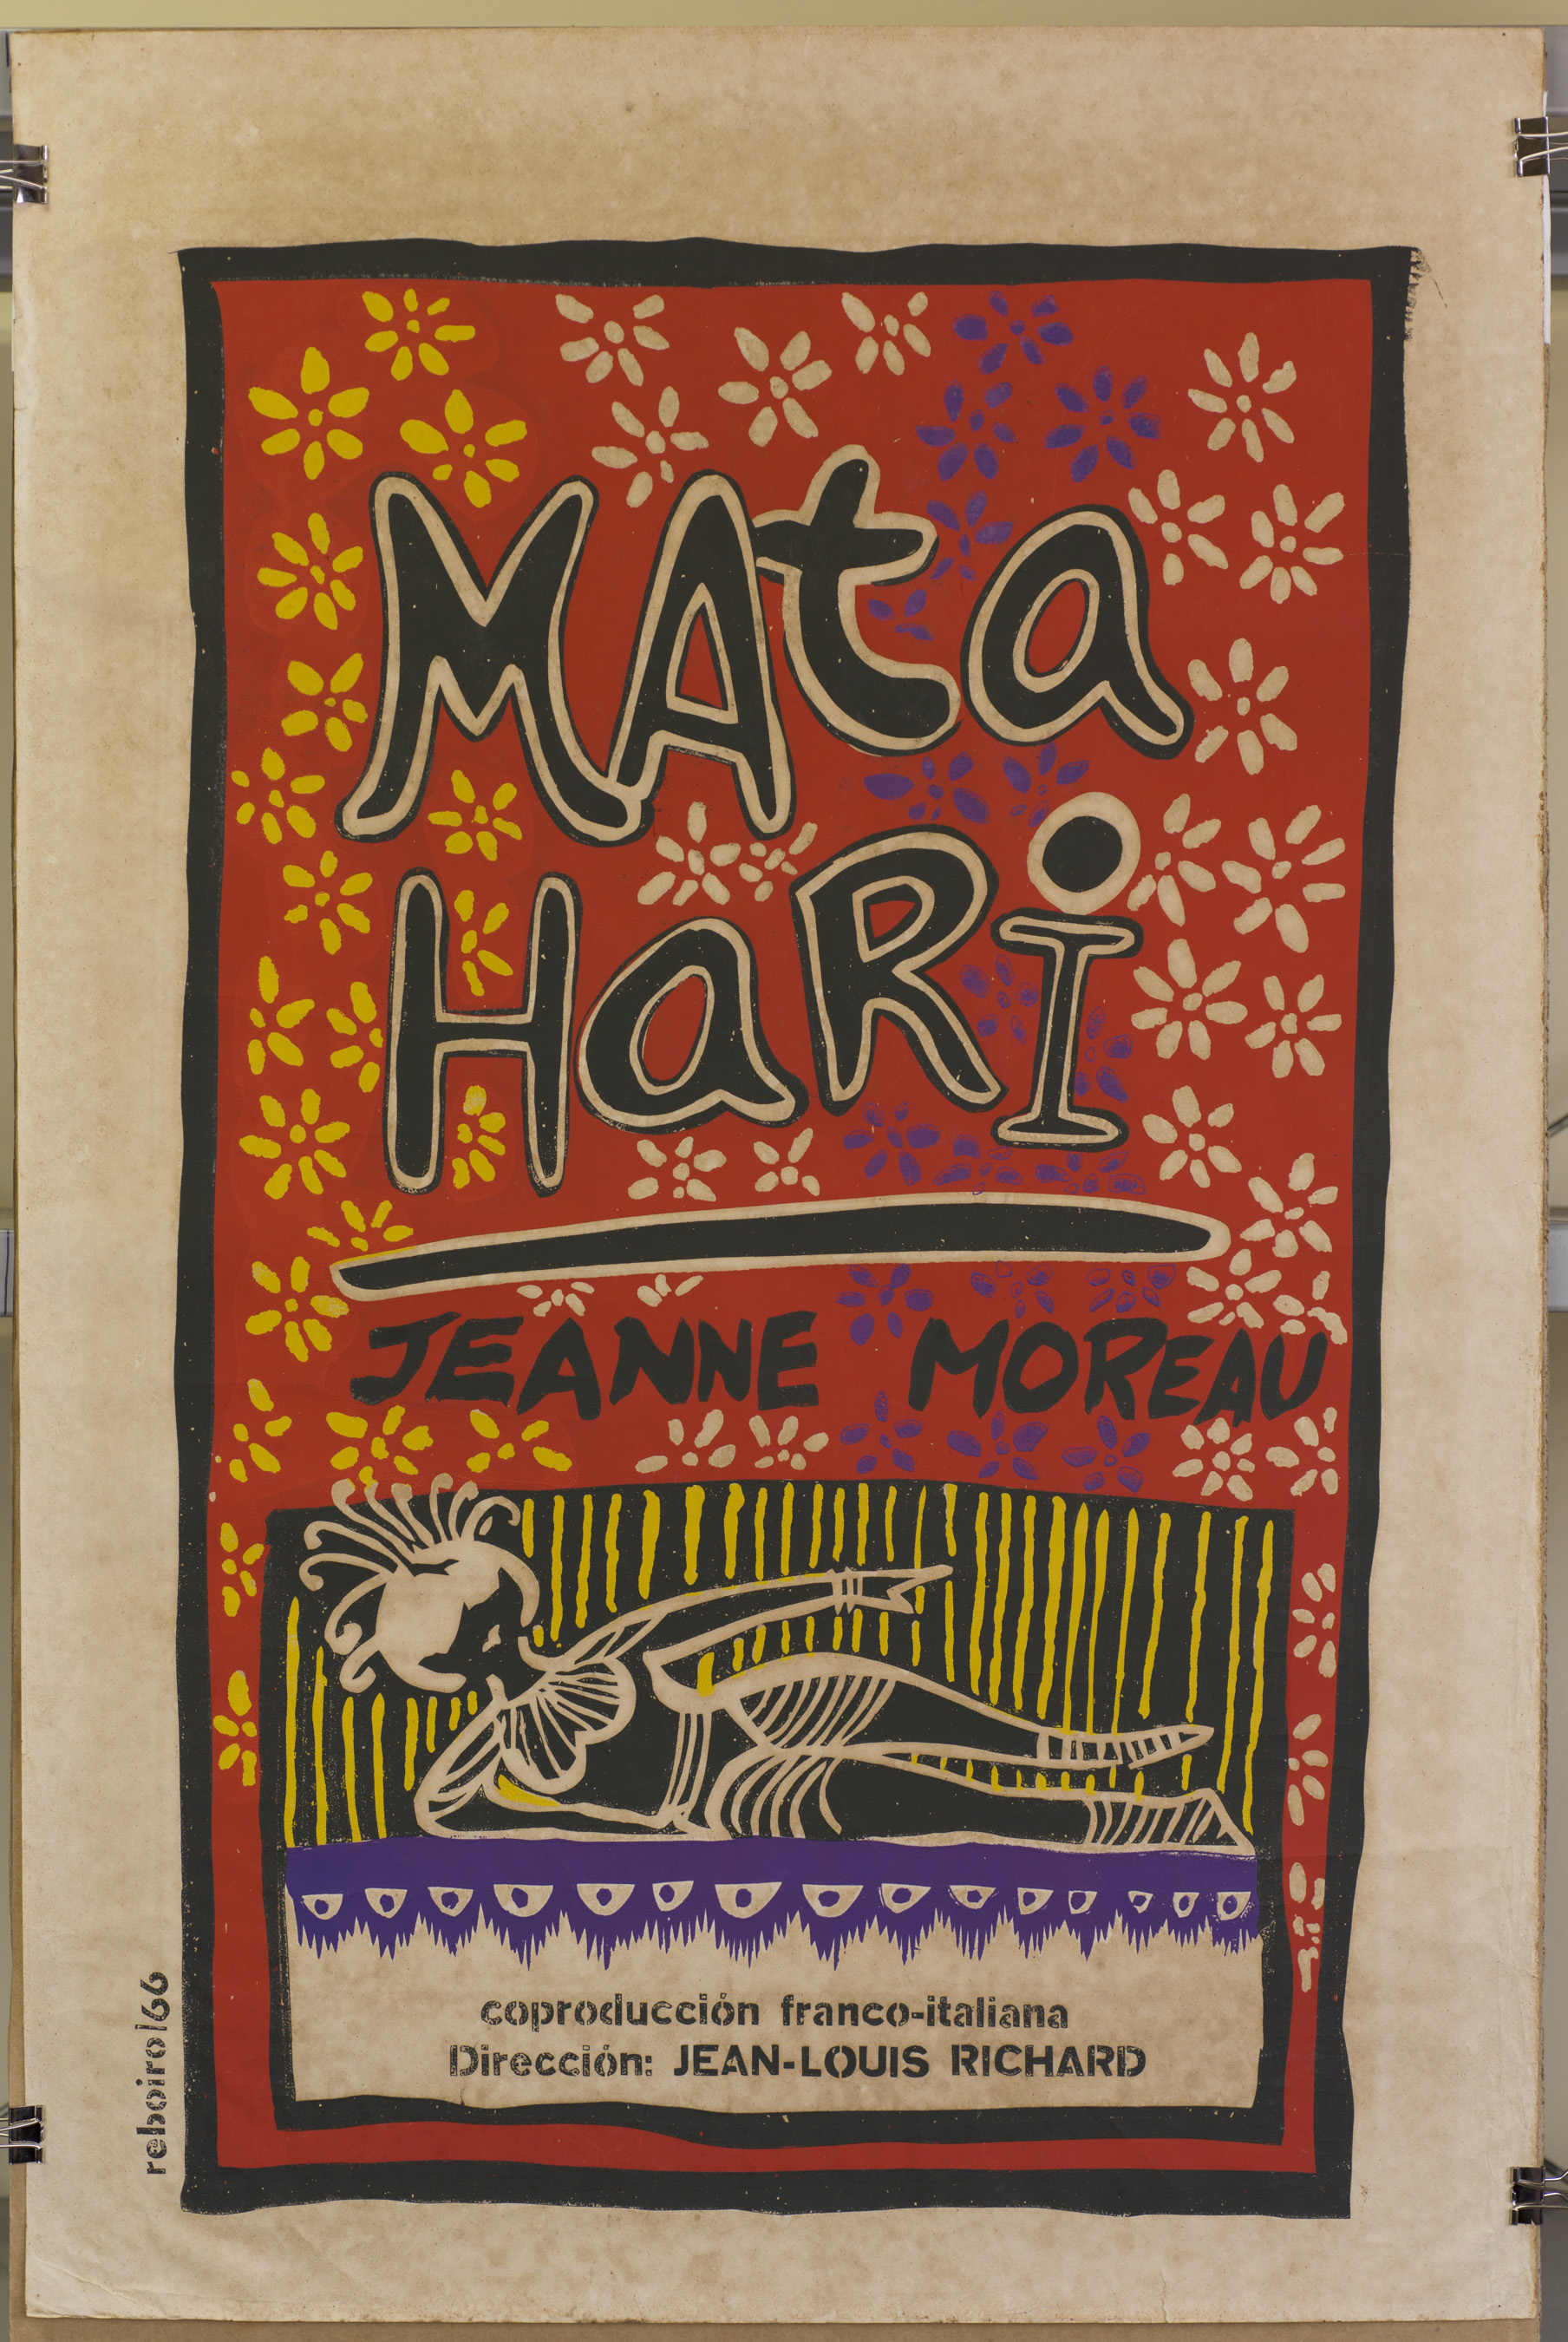 MAta
HaRi
JEANNE MOREAU
coproducción franco-italiana
Dirección: JEAN-LOUIS RICHARD
reboiro/66